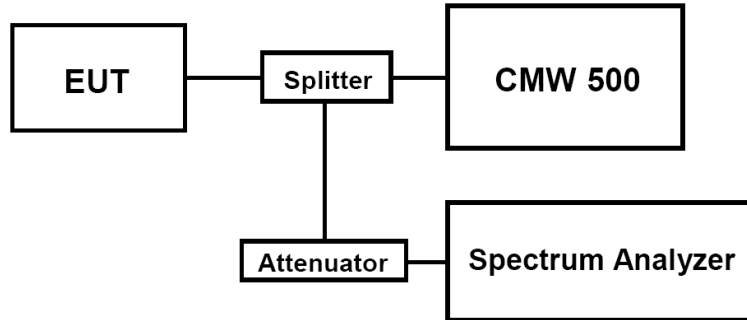 EUT
Splitter
CMW 500
Attenuator
Spectrum Analyzer